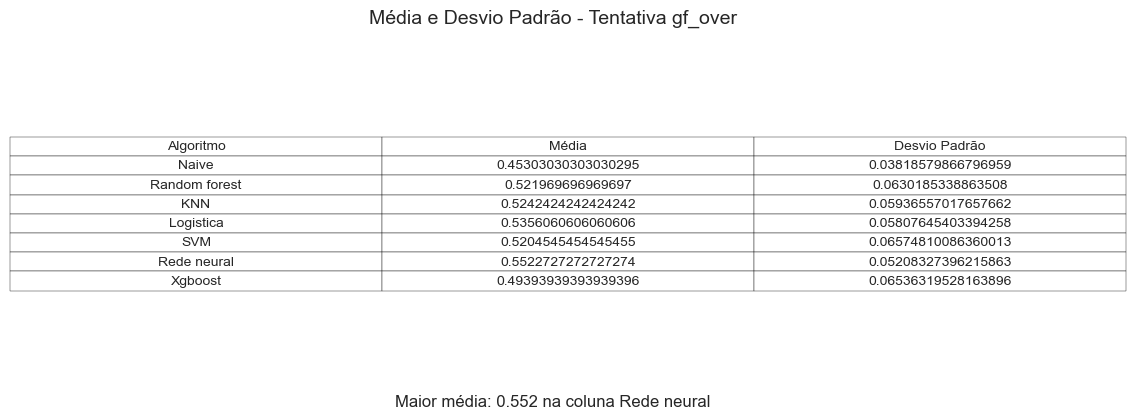 Média e Desvio Padrão - Tentativa gf_over
Algoritmo Média Desvio Padrão
Naive 0.45303030303030295 0.03818579866796959
Random forest 0.521969696969697 0.0630185338863508
KNN 0.5242424242424242 0.05936557017657662
Logistica 0.5356060606060606 0.05807645403394258
SVM 0.5204545454545455 0.06574810086360013
Rede neural 0.5522727272727274 0.05208327396215863
Xgboost 0.49393939393939396 0.06536319528163896
Maior média: 0.552 na coluna Rede neural